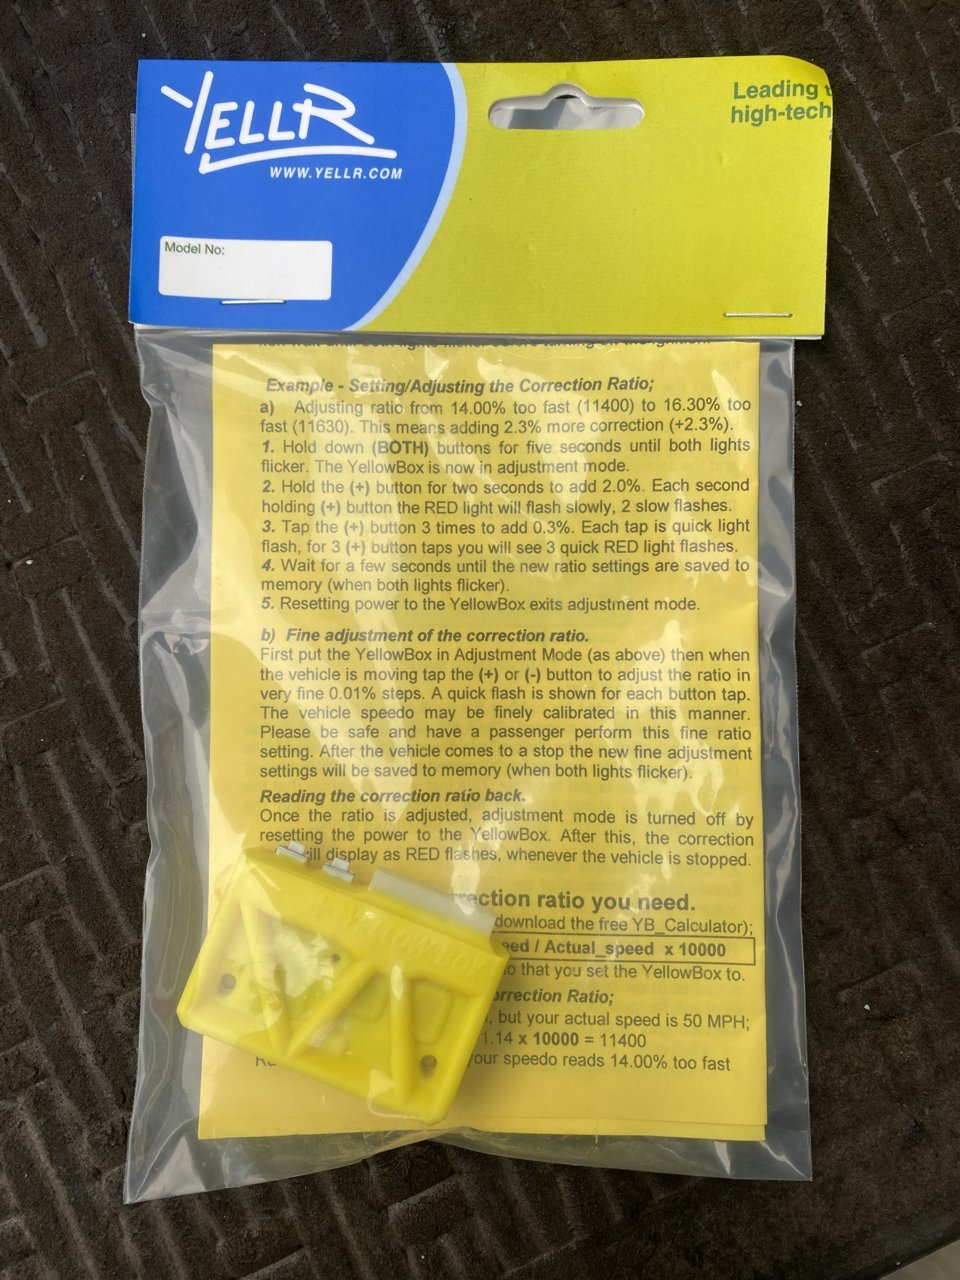 YELLR
WWW.YELLR.COM
Leading
high-tech
Model No:
Example - Setting/Adjusting the Correction Ratio;
a) Adjusting ratio from 14.00% too fast (11400) to 16.30% too
fast (11630). This means adding 2.3% more correction (+2.3%).
1. Hold down (BOTH) buttons for five seconds until both lights
flicker. The YellowBox is now in adjustment mode.
2. Hold the (+) button for two seconds to add 2.0%. Each second
holding (+) button the RED light will flash slowly, 2 slow flashes.
3. Tap the (+) button 3 times to add 0.3%. Each tap is quick light
flash, for 3 (+) button taps you will see 3 quick RED light flashes.
4. Wait for a few seconds until the new ratio settings are saved to
memory (when both lights flicker).
5. Resetting power to the YellowBox exits adjustment mode.
b) Fine adjustment of the correction ratio.
First put the YellowBox in Adjustment Mode (as above) then when
the vehicle is moving tap the (+) or (-) button to adjust the ratio in
very fine 0.01% steps. A quick flash is shown for each button tap.
The vehicle speedo may be finely calibrated in this manner.
Please be safe and have a passenger perform this fine ratio
setting. After the vehicle comes to a stop the new fine adjustment
settings will be saved to memory (when both lights flicker).
Reading the correction ratio back.
Once the ratio is adjusted, adjustment mode is turned off by
resetting the power to the YellowBox. After this, the correction
will display as RED flashes, whenever the vehicle is stopped.
ratio you need.
download the free YB_Calculator);
/ Actual_speed x 10000
that you set the YellowBox to.
Ratio;
, but your actual speed is 50 MPH;
1.14 x 10000 = 11400
your speedo reads 14.00% too fast